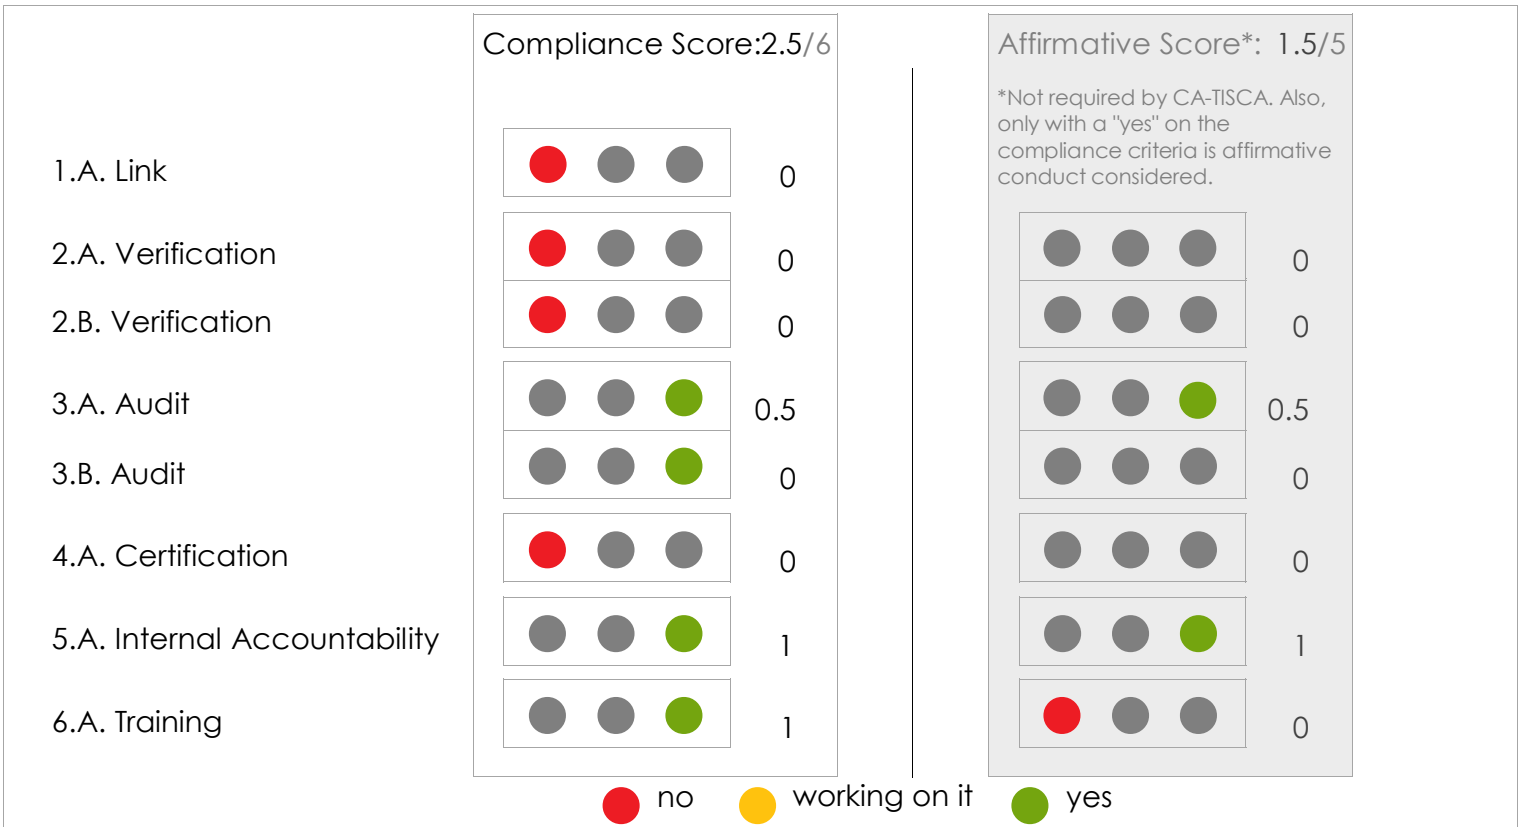 Compliance Score:2.5/6
Affirmative Score*: 1.5/5
*Not required by CA-TISCA. Also,
only with a "yes" on the
compliance criteria is affirmative
conduct considered.
1.A. Link 0
2.A. Verification 0 0
2.B. Verification 0 0
3.A. Audit 0.5 0.5
3.B. Audit 0 0
4.A. Certification 0 0
5.A. Internal Accountability 1 1
6.A. Training 1 0
no working on it yes